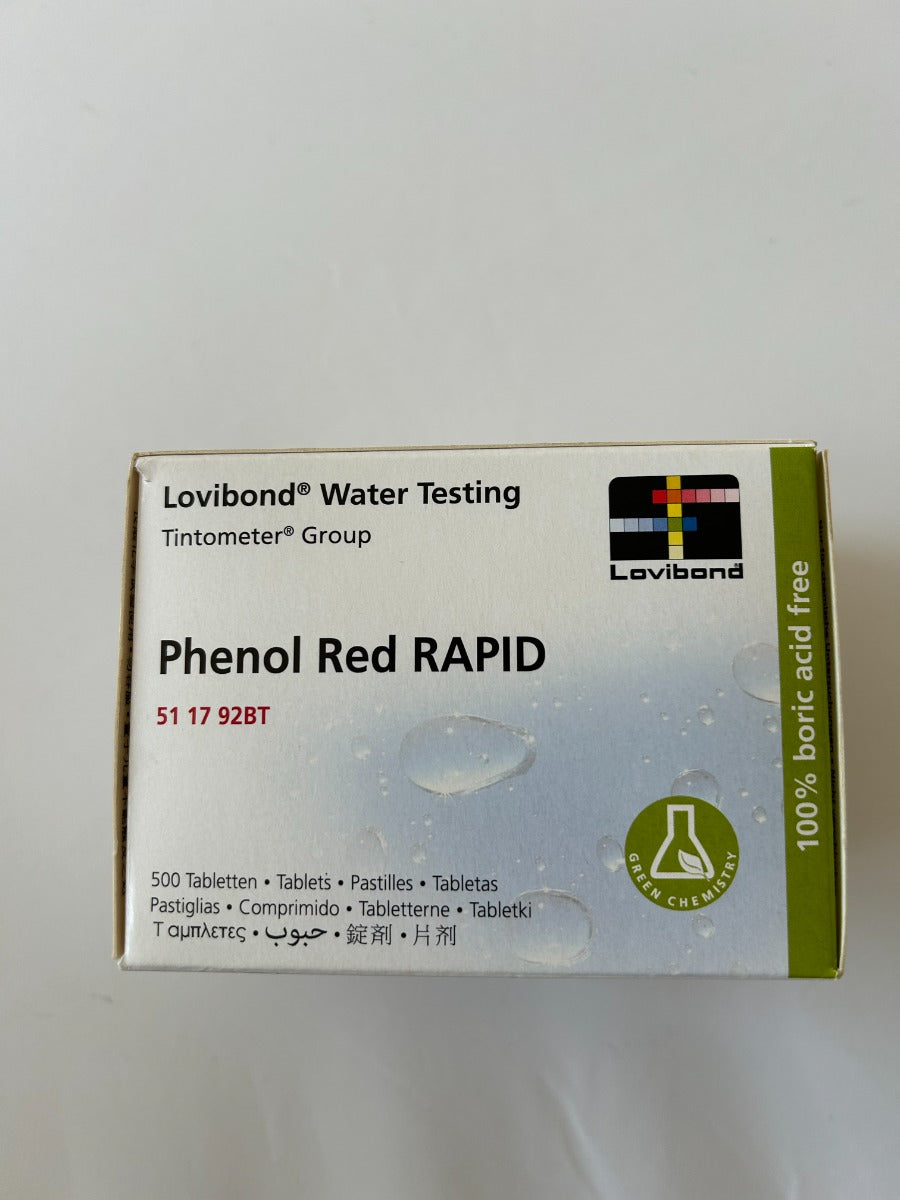 Lovibond® Water Testing
Tintometer® Group
Lovibond®
Phenol Red RAPID
51 17 92BT
100% boric acid free
GREEN CHEMISTRY
500 Tabletten • Tablets • Pastilles • Tabletas
Pastiglias • Comprimido • Tabletterne • Tabletki
Ταμπλετες • حبوب • 錠剤 • 片剂